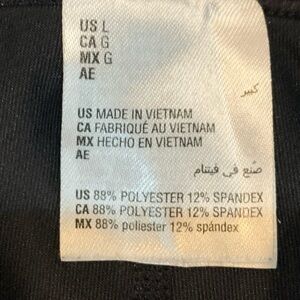 US L
CA G
MX G
AE
كبير
US MADE IN VIETNAM
CA FABRIQUÉ AU VIETNAM
MX HECHO EN VIETNAM
AE
صُنع في فيتنام
US 88% POLYESTER 12% SPANDEX
CA 88% POLYESTER 12% SPANDEX
MX 88% poliester 12% spándex